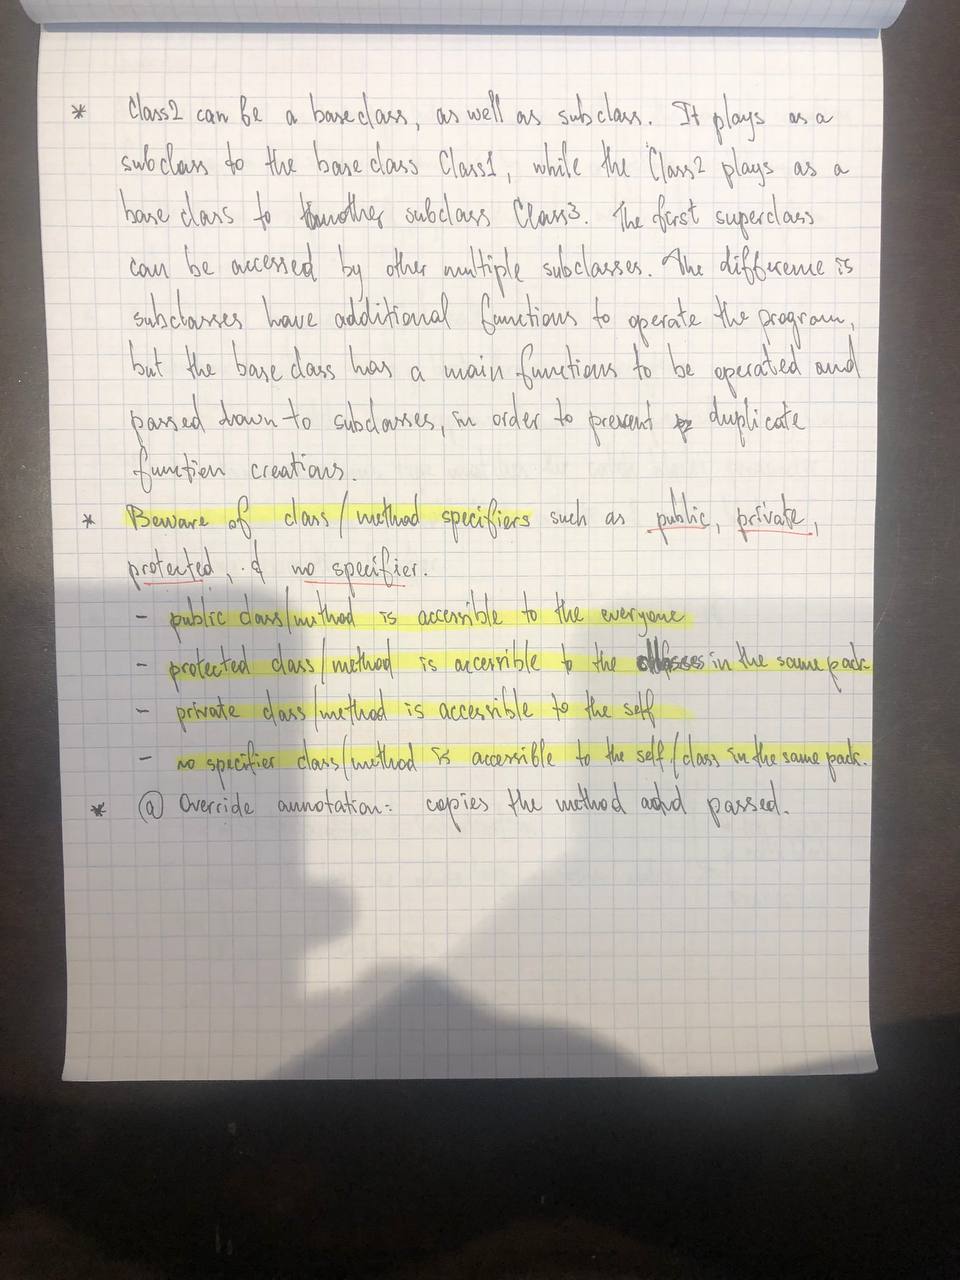 * Class2 can be a baseclass, as well as subclass. It plays as a
subclass to the base class Class1, while the Class2 plays as a
base class to another subclass Class3. The first superclass
can be accessed by other multiple subclasses. The difference is
subclasses have additional functions to operate the program,
but the base class has a main functions to be operated and
passed down to subclasses, in order to prevent duplicate
function creations.
* Beware of class/method specifiers such as public, private,
protected, & no specifier.
- public class/method is accessible to the everyone
- protected class/method is accessible to the classes in the same pack
- private class/method is accessible to the self
- no specifier class/method is accessible to the self/class in the same pack.
* @ Override annotation: copies the method and passed.